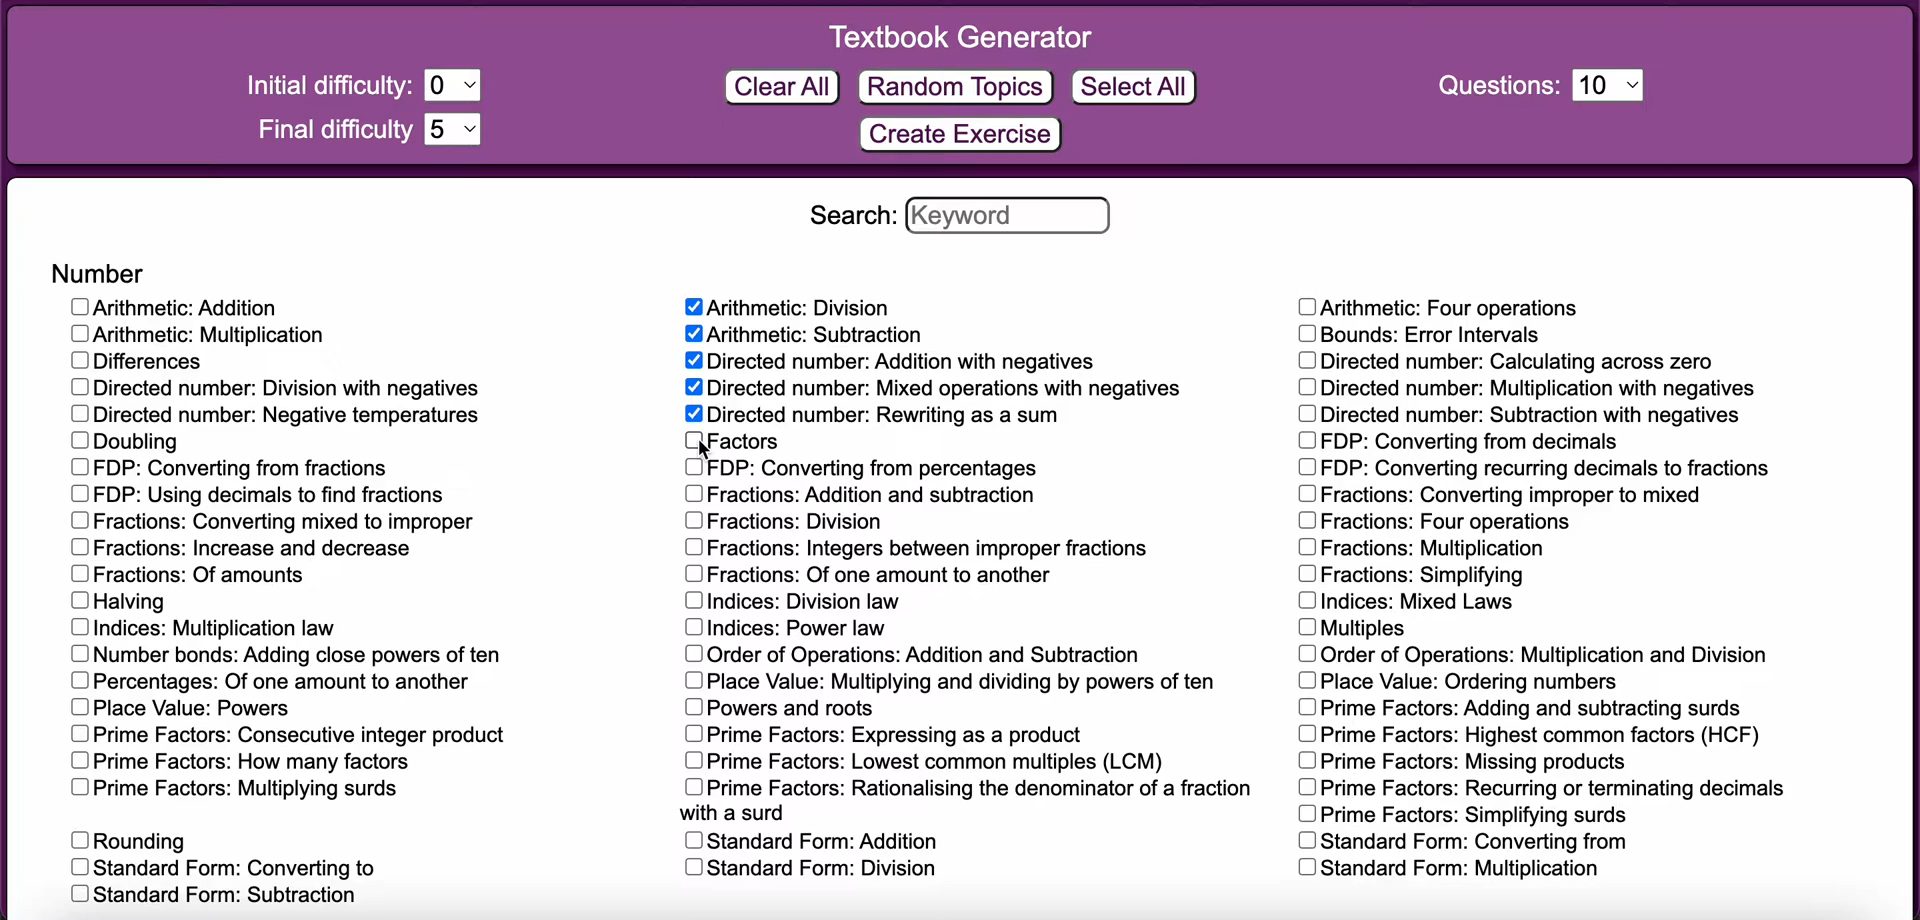 Textbook Generator
Initial difficulty: 0
Clear All
Random Topics
Select All
Questions: 10
Final difficulty 5
Create Exercise
Search: Keyword
Number
Arithmetic: Addition
Arithmetic: Division
Arithmetic: Four operations
Arithmetic: Multiplication
Arithmetic: Subtraction
Bounds: Error Intervals
Differences
Directed number: Addition with negatives
Directed number: Calculating across zero
Directed number: Division with negatives
Directed number: Mixed operations with negatives
Directed number: Multiplication with negatives
Directed number: Negative temperatures
Directed number: Rewriting as a sum
Directed number: Subtraction with negatives
Doubling
Factors
FDP: Converting from decimals
FDP: Converting from fractions
FDP: Converting from percentages
FDP: Converting recurring decimals to fractions
FDP: Using decimals to find fractions
Fractions: Addition and subtraction
Fractions: Converting improper to mixed
Fractions: Converting mixed to improper
Fractions: Division
Fractions: Four operations
Fractions: Increase and decrease
Fractions: Integers between improper fractions
Fractions: Multiplication
Fractions: Of amounts
Fractions: Of one amount to another
Fractions: Simplifying
Halving
Indices: Division law
Indices: Mixed Laws
Indices: Multiplication law
Indices: Power law
Multiples
Number bonds: Adding close powers of ten
Order of Operations: Addition and Subtraction
Order of Operations: Multiplication and Division
Percentages: Of one amount to another
Place Value: Multiplying and dividing by powers of ten
Place Value: Ordering numbers
Place Value: Powers
Powers and roots
Prime Factors: Adding and subtracting surds
Prime Factors: Consecutive integer product
Prime Factors: Expressing as a product
Prime Factors: Highest common factors (HCF)
Prime Factors: How many factors
Prime Factors: Lowest common multiples (LCM)
Prime Factors: Missing products
Prime Factors: Multiplying surds
Prime Factors: Rationalising the denominator of a fraction
with a surd
Prime Factors: Recurring or terminating decimals
Prime Factors: Simplifying surds
Rounding
Standard Form: Addition
Standard Form: Converting from
Standard Form: Converting to
Standard Form: Division
Standard Form: Multiplication
Standard Form: Subtraction